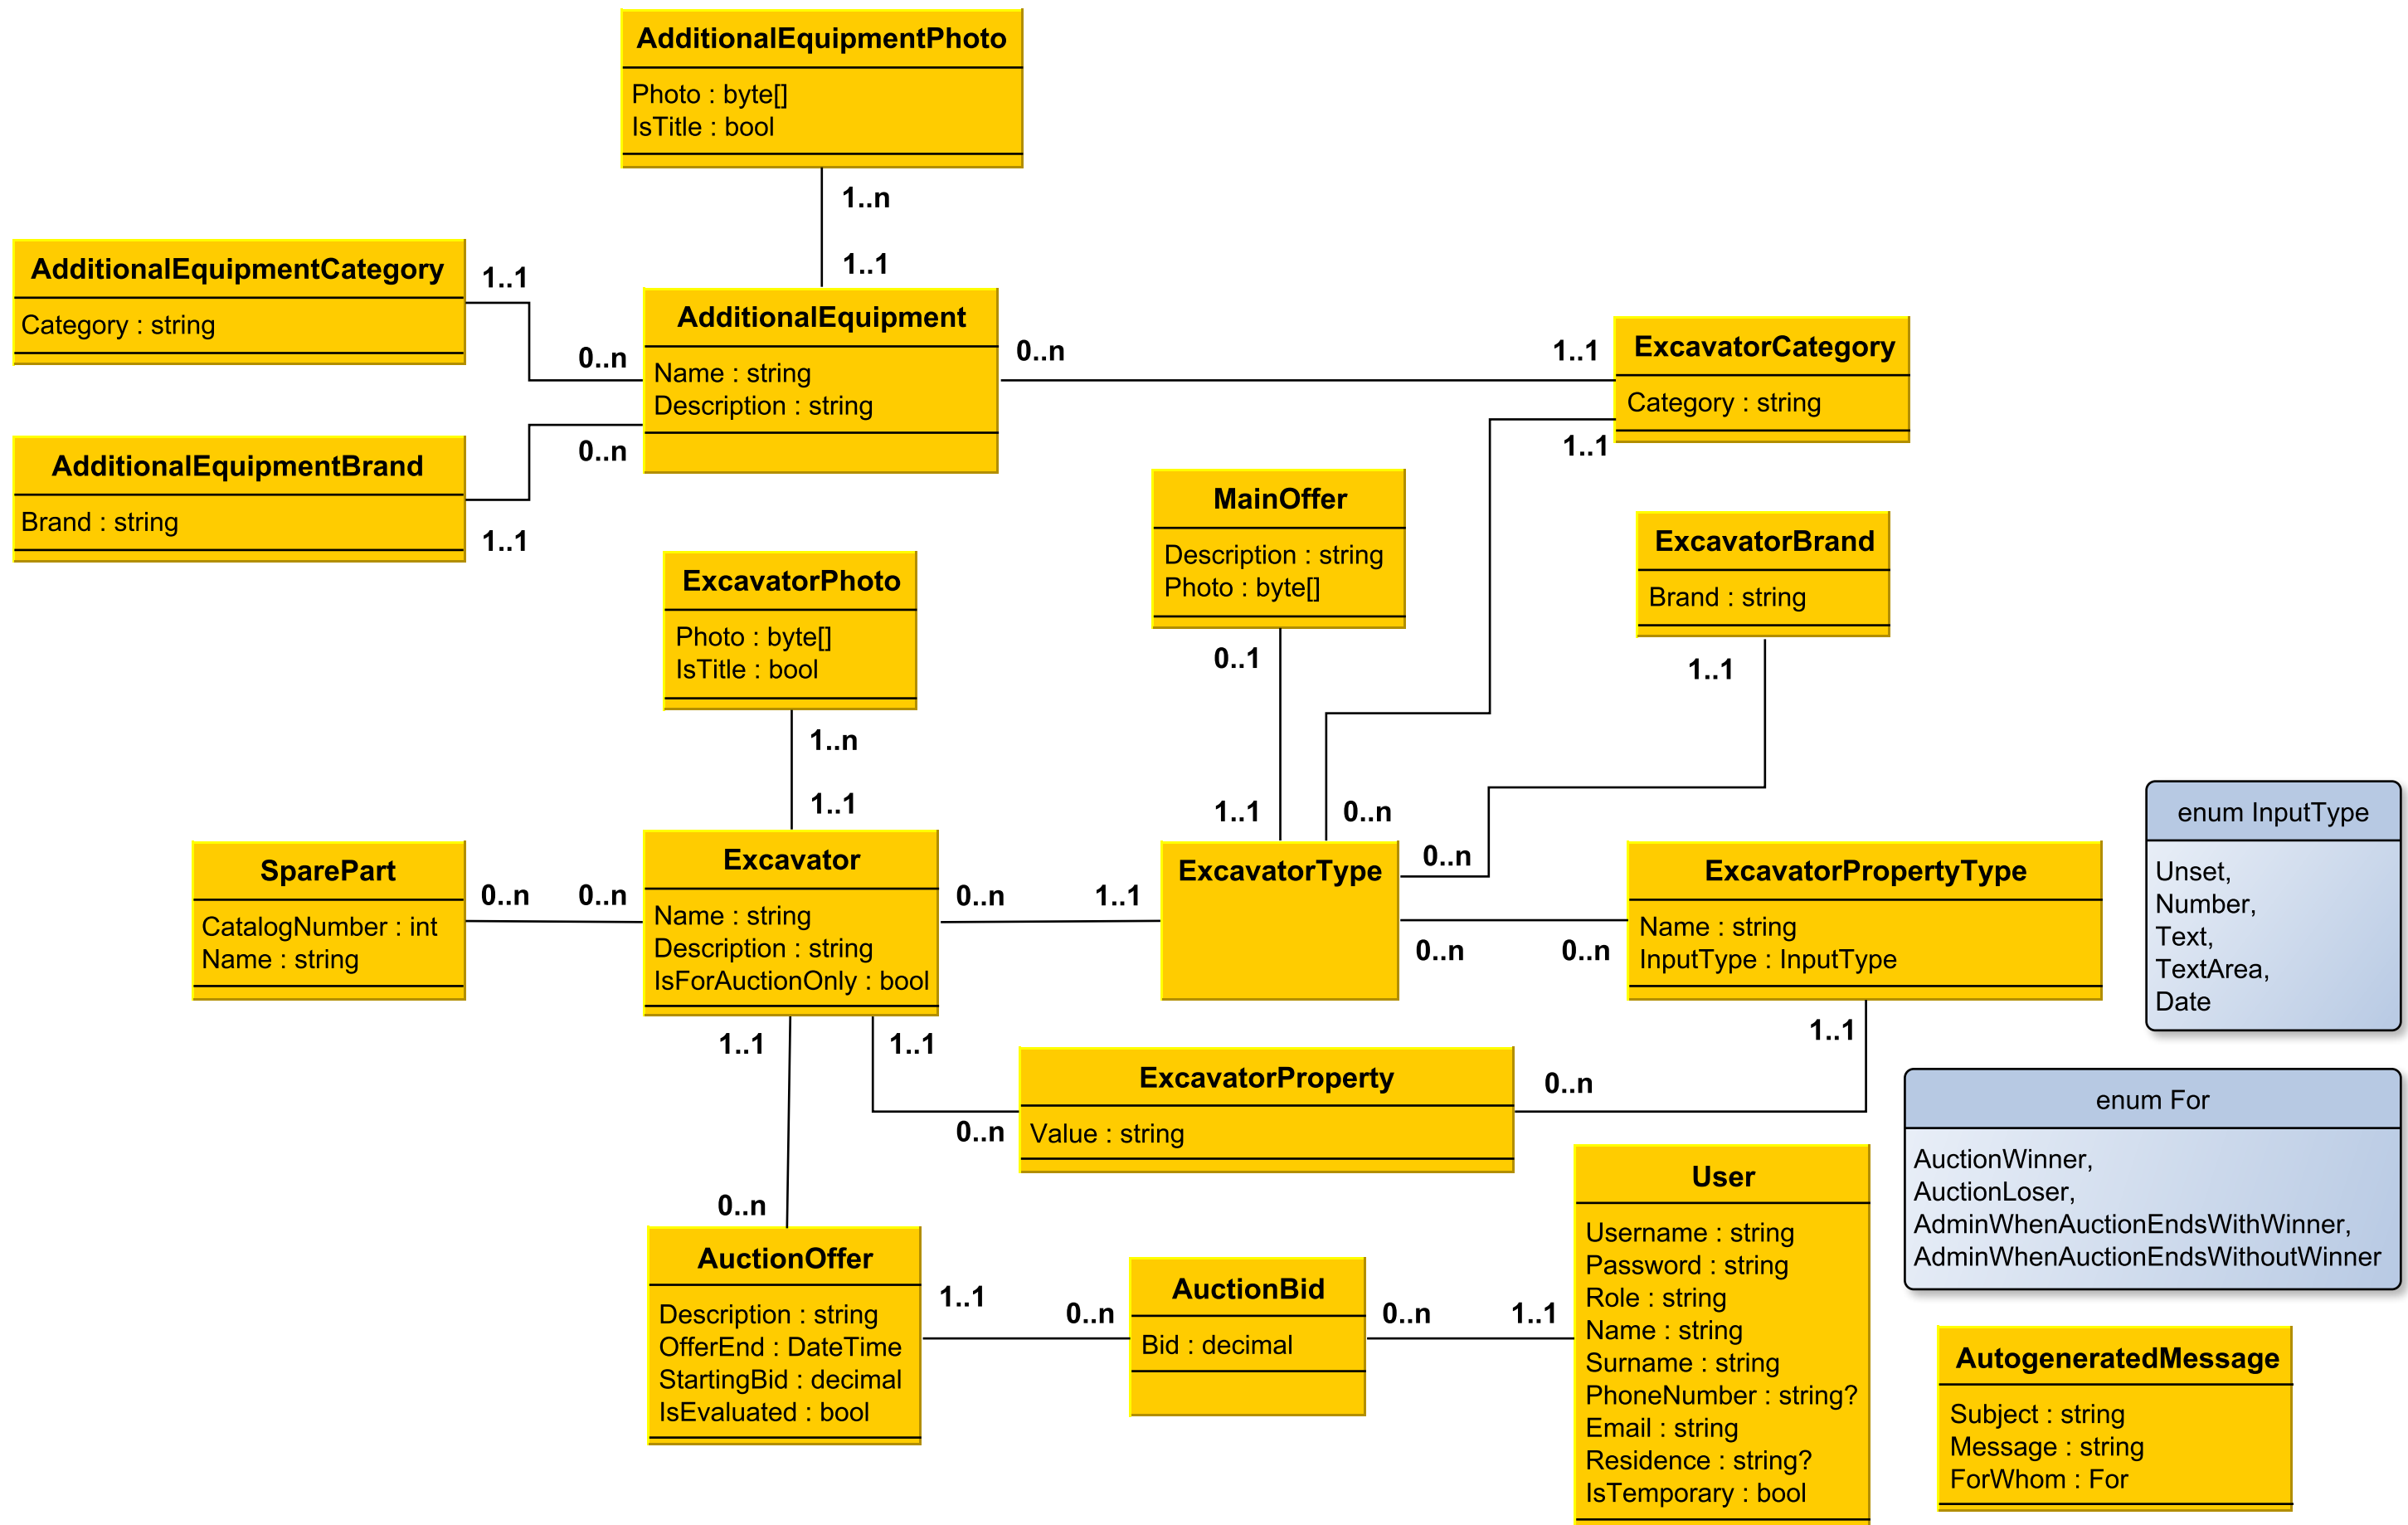 AdditionalEquipmentPhoto
Photo : byte[]
IsTitle : bool
1..n
1..1
AdditionalEquipmentCategory
Category : string
1..1
0..n
AdditionalEquipment
Name : string
Description : string
0..n
1..1
ExcavatorCategory
Category : string
1..1
AdditionalEquipmentBrand
Brand : string
0..n
1..1
MainOffer
Description : string
Photo : byte[]
0..1
1..1
0..n
ExcavatorBrand
Brand : string
1..1
0..n
ExcavatorPhoto
Photo : byte[]
IsTitle : bool
1..n
1..1
SparePart
CatalogNumber : int
Name : string
0..n
0..n
Excavator
Name : string
Description : string
IsForAuctionOnly : bool
0..n
1..1
ExcavatorType
0..n
0..n
ExcavatorPropertyType
Name : string
InputType : InputType
1..1
enum InputType
Unset,
Number,
Text,
TextArea,
Date
1..1
1..1
0..n
ExcavatorProperty
Value : string
0..n
enum For
AuctionWinner,
AuctionLoser,
AdminWhenAuctionEndsWithWinner,
AdminWhenAuctionEndsWithoutWinner
0..n
AuctionOffer
Description : string
OfferEnd : DateTime
StartingBid : decimal
IsEvaluated : bool
1..1
0..n
AuctionBid
Bid : decimal
0..n
1..1
User
Username : string
Password : string
Role : string
Name : string
Surname : string
PhoneNumber : string?
Email : string
Residence : string?
IsTemporary : bool
AutogeneratedMessage
Subject : string
Message : string
ForWhom : For